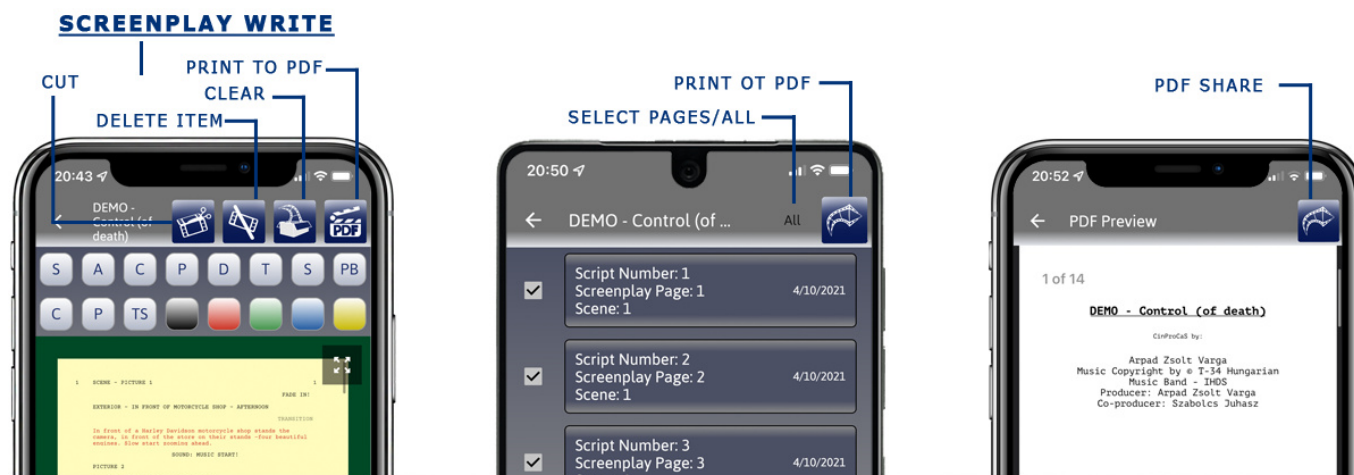 SCREENPLAY WRITE
CUT
PRINT TO PDF
CLEAR
DELETE ITEM
20:43
DEMO -
Control (of
death)
PDF
S A C P D T S PB
C P TS
1 SCENE - PICTURE 1 1
FADE IN!
EXTERIOR - IN FRONT OF MOTORCYCLE SHOP - AFTERNOON
TRANSITION
In front of a Harley Davidson motorcycle shop stands the
camera, in front of the store on their stands -four beautiful
engines. Slow start zooming ahead.
SOUND: MUSIC START!
PICTURE 2
PRINT OT PDF
SELECT PAGES/ALL
20:50
DEMO - Control (of ...
All
Script Number: 1
Screenplay Page: 1
Scene: 1
4/10/2021
Script Number: 2
Screenplay Page: 2
Scene: 1
4/10/2021
Script Number: 3
Screenplay Page: 3
4/10/2021
PDF SHARE
20:52
PDF Preview
1 of 14
DEMO - Control (of death)
CinProCaS by:
Arpad Zsolt Varga
Music Copyright by © T-34 Hungarian
Music Band - IHDS
Producer: Arpad Zsolt Varga
Co-producer: Szabolcs Juhasz